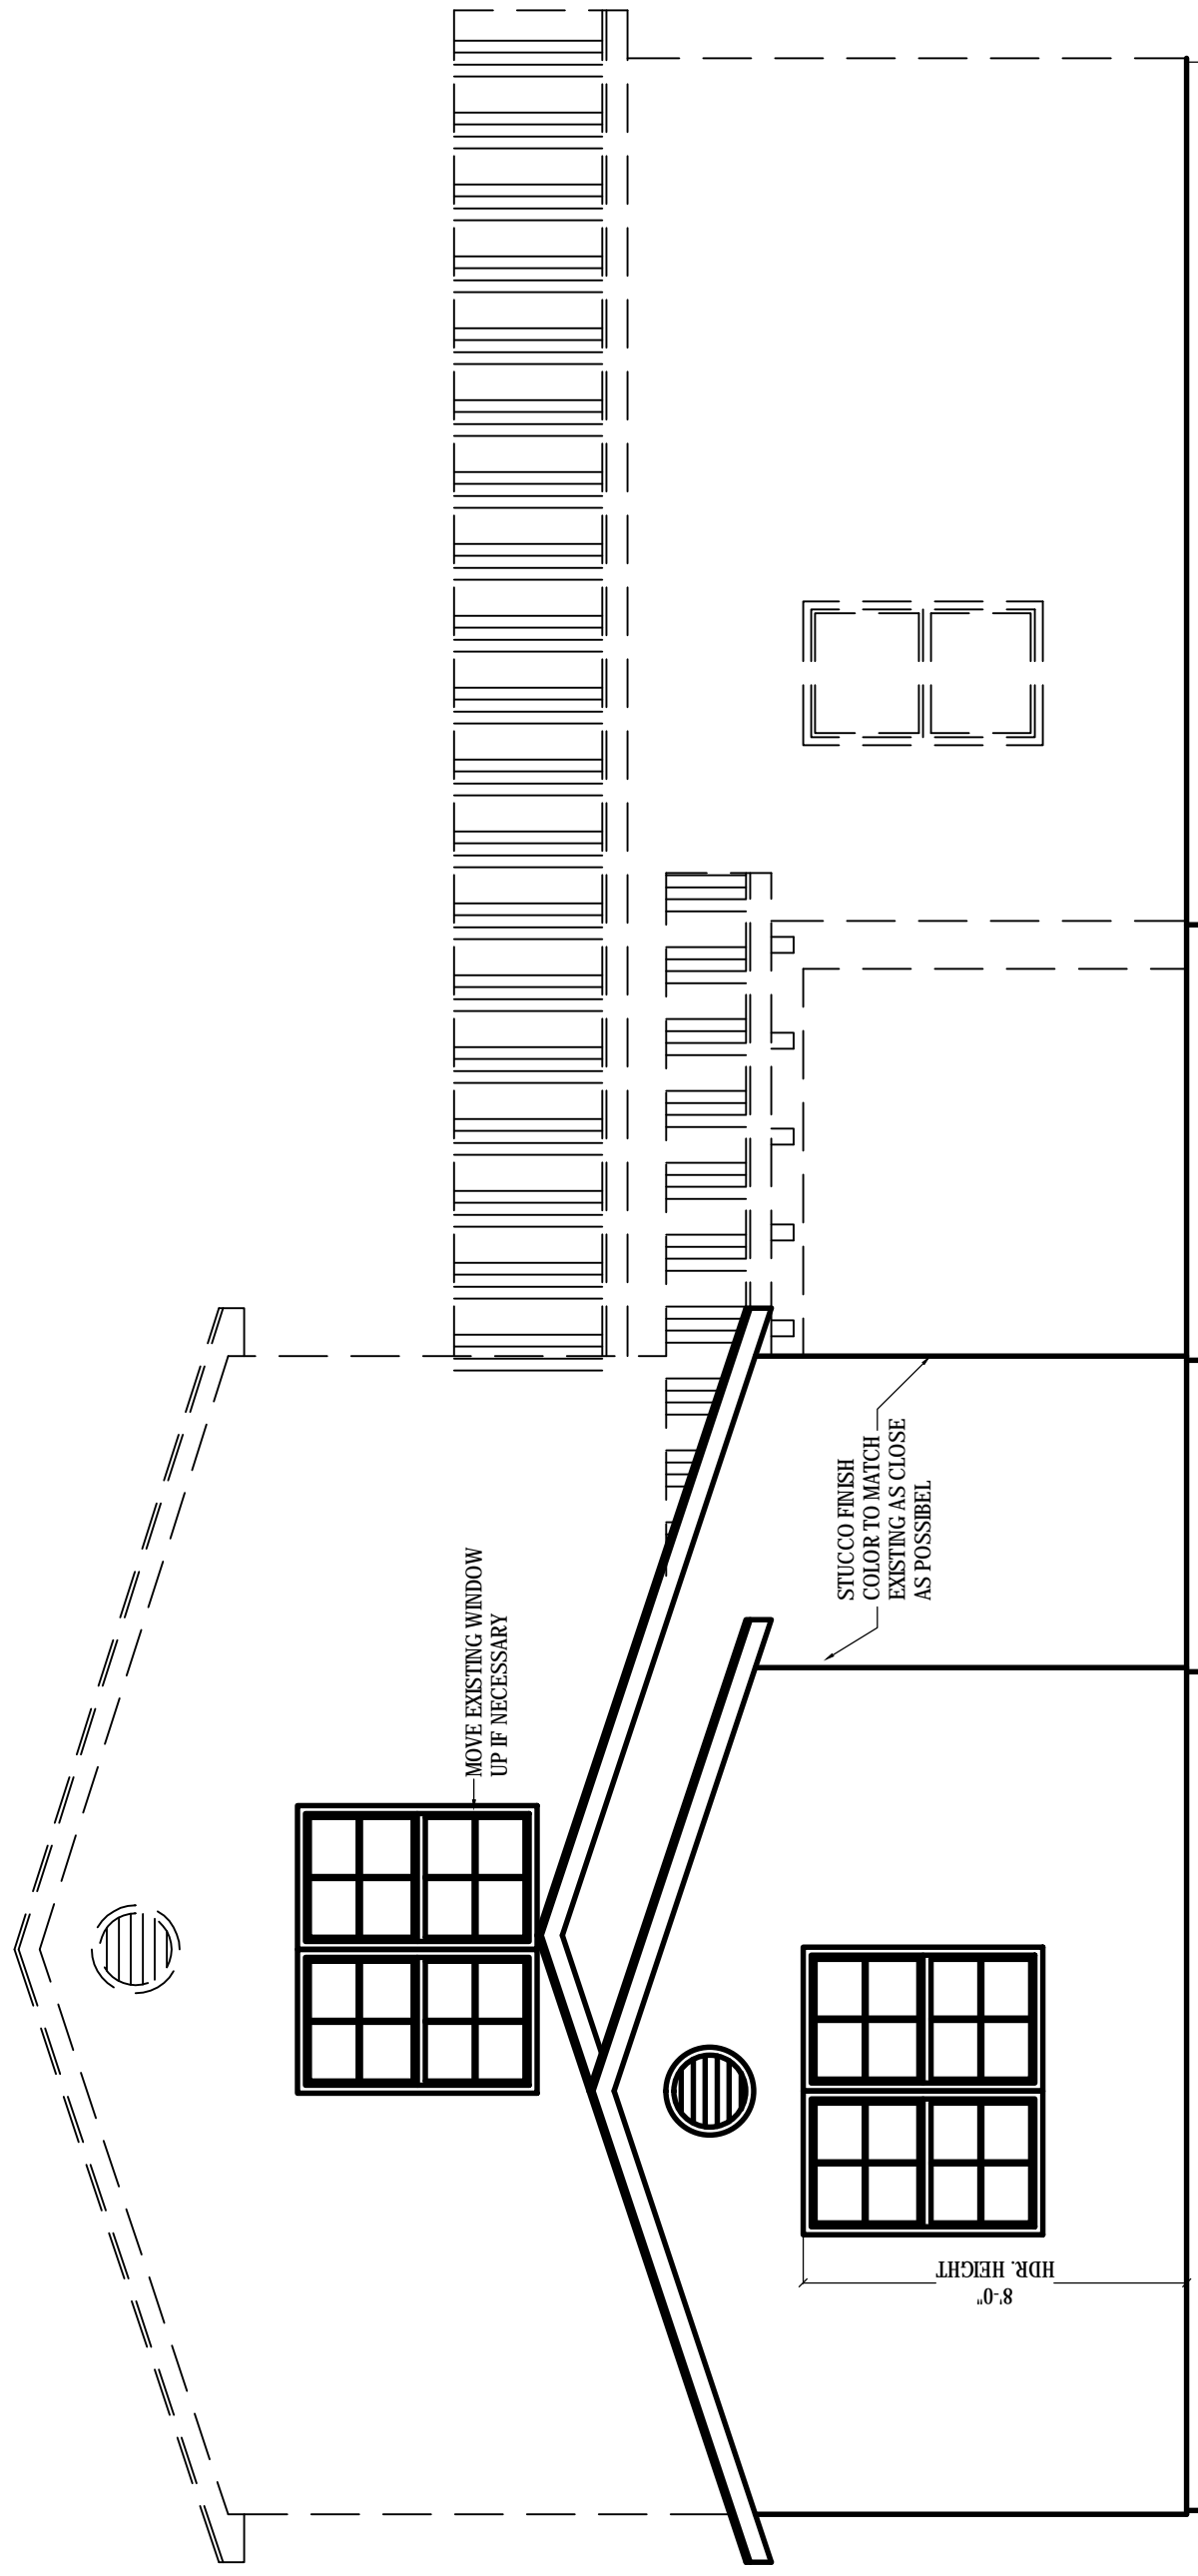 MOVE EXISTING WINDOW
UP IF NECESSARY
STUCCO FINISH
COLOR TO MATCH
EXISTING AS CLOSE
AS POSSIBEL
8'-0"
HDR. HEIGHT